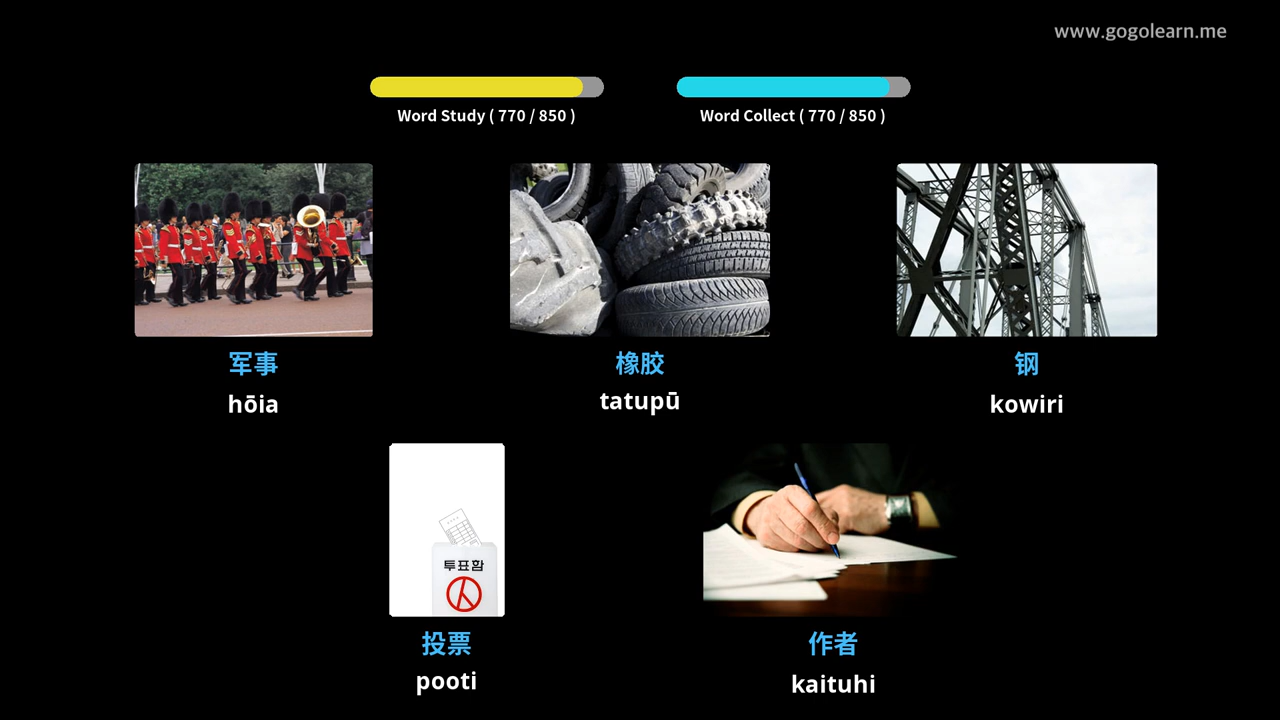 www.gogolearn.me
Word Study ( 770 / 850 )
Word Collect ( 770 / 850 )
军事
橡胶
钢
hōia
tatupū
kowiri
투표함
投票
作者
pooti
kaituhi